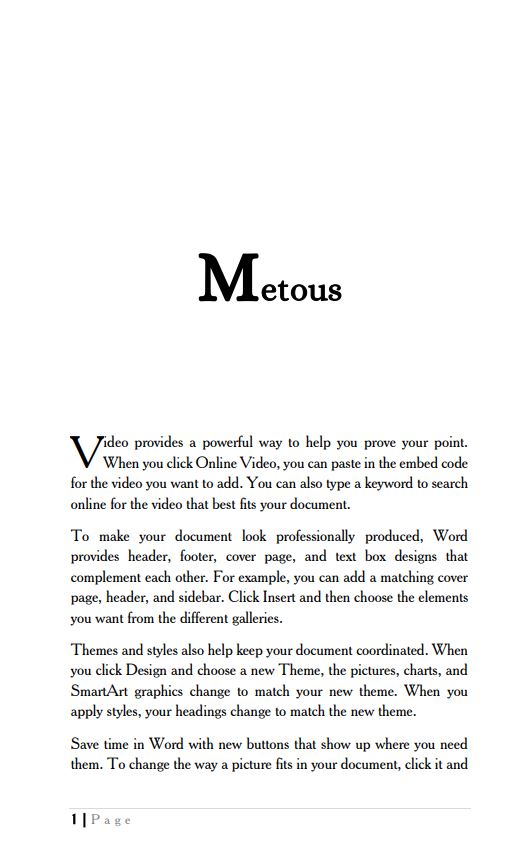 Metous
Video provides a powerful way to help you prove your point.
When you click Online Video, you can paste in the embed code
for the video you want to add. You can also type a keyword to search
online for the video that best fits your document.
To make your document look professionally produced, Word
provides header, footer, cover page, and text box designs that
complement each other. For example, you can add a matching cover
page, header, and sidebar. Click Insert and then choose the elements
you want from the different galleries.
Themes and styles also help keep your document coordinated. When
you click Design and choose a new Theme, the pictures, charts, and
SmartArt graphics change to match your new theme. When you
apply styles, your headings change to match the new theme.
Save time in Word with new buttons that show up where you need
them. To change the way a picture fits in your document, click it and
1 | Page